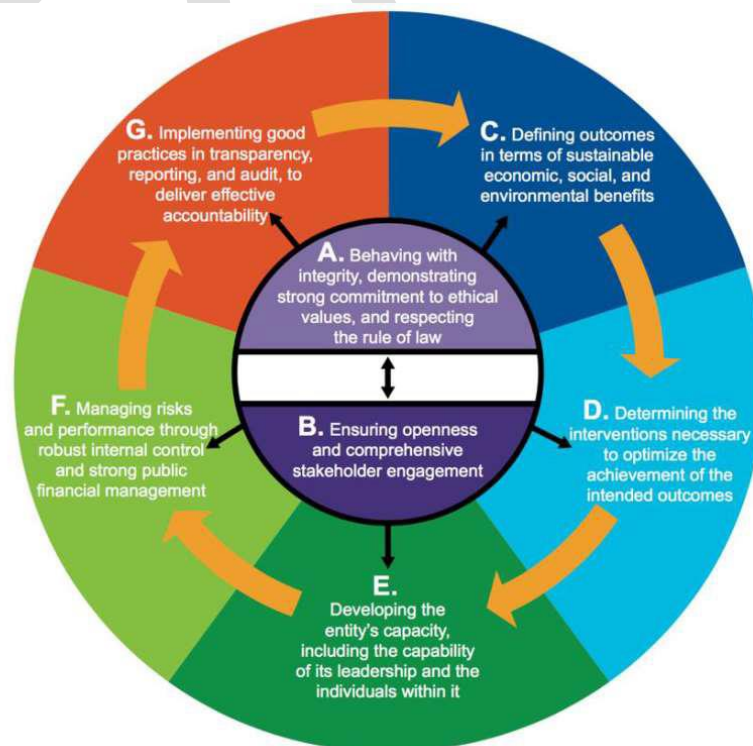 G. Implementing good
practices in transparency,
reporting, and audit, to
deliver effective
accountability
C. Defining outcomes
in terms of sustainable
economic, social, and
environmental benefits
A. Behaving with
integrity, demonstrating
strong commitment to ethical
values, and respecting
the rule of law
B. Ensuring openness
and comprehensive
stakeholder engagement
F. Managing risks
and performance through
robust internal control
and strong public
financial management
D. Determining the
interventions necessary
to optimize the
achievement of the
intended outcomes
E.
Developing the
entity's capacity,
including the capability
of its leadership and the
individuals within it